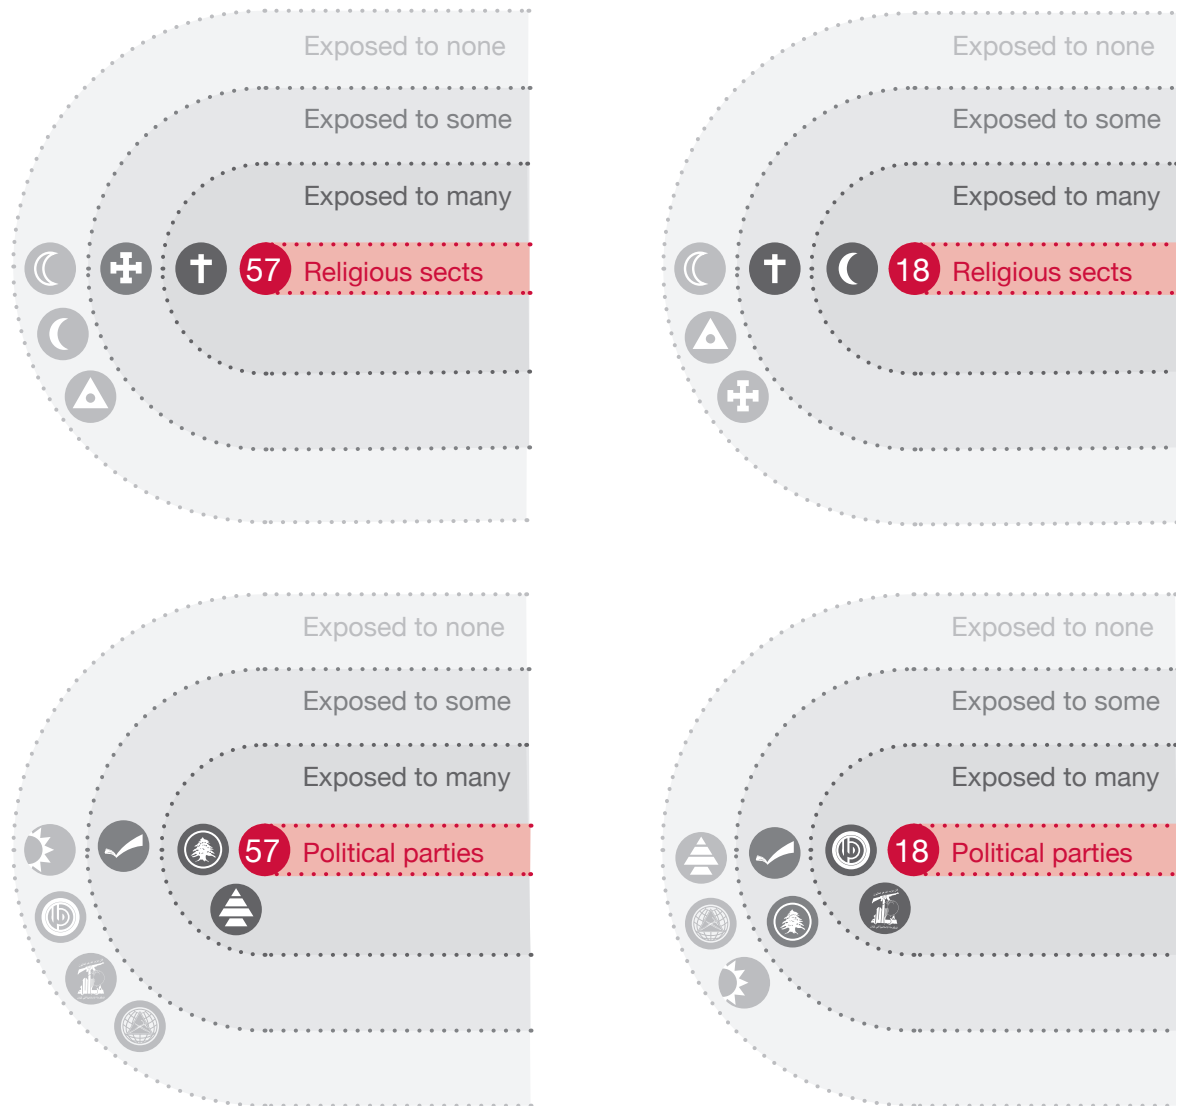 Exposed to none
Exposed to some
Exposed to many
57 Religious sects
Exposed to none
Exposed to some
Exposed to many
18 Religious sects
Exposed to none
Exposed to some
Exposed to many
57 Political parties
Exposed to none
Exposed to some
Exposed to many
18 Political parties